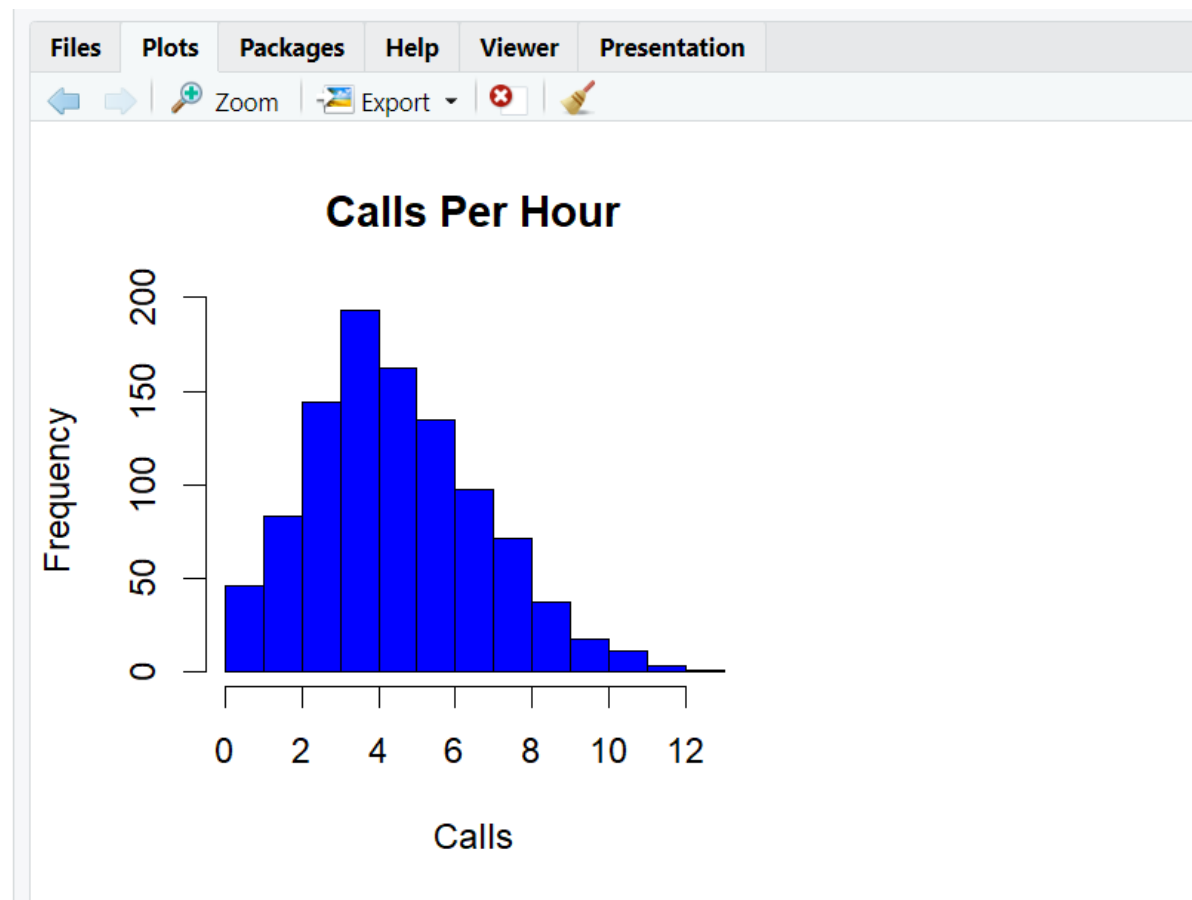 Files Plots Packages Help Viewer Presentation
Zoom Export
Calls Per Hour
200
150
100
50
0
Frequency
0 2 4 6 8 10 12
Calls